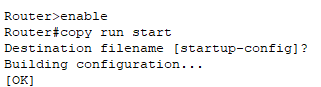 Router>enable
Router#copy run start
Destination filename [startup-config]?
Building configuration...
[OK]